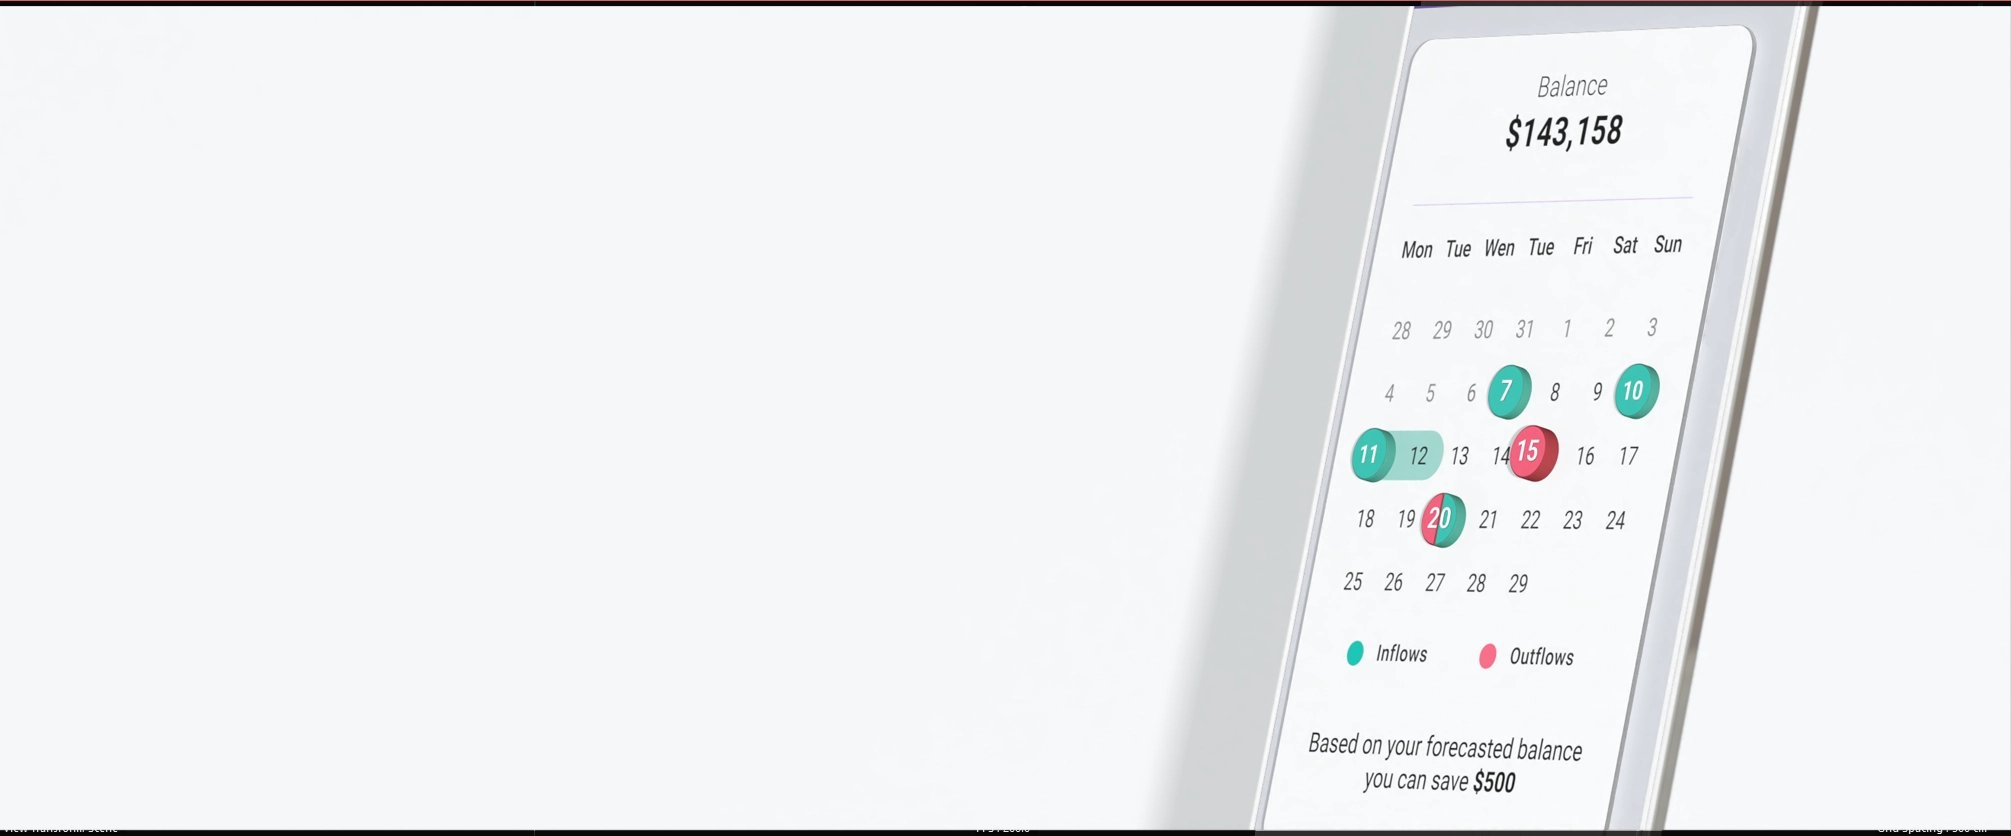 Balance
$143,158
Mon Tue Wen Tue Fri Sat Sun
28 29 30 31 1 2 3
4 5 6 7 8 9 10
11 12 13 14 15 16 17
18 19 20 21 22 23 24
25 26 27 28 29
Inflows Outflows
Based on your forecasted balance
you can save $500